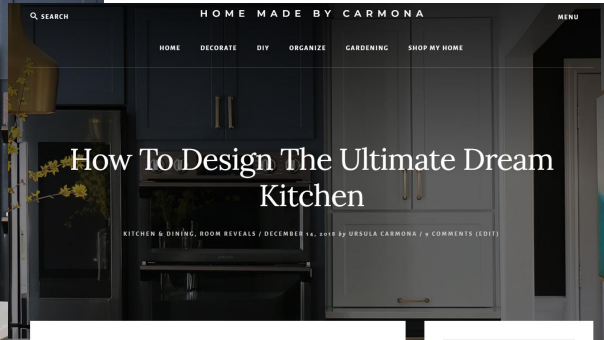 SEARCH
HOME MADE BY CARMONA
MENU
HOME DECORATE DIY ORGANIZE GARDENING SHOP MY HOME
How To Design The Ultimate Dream
Kitchen
KITCHEN & DINING, ROOM REVEALS / DECEMBER 14, 2018 by URSULA CARMONA / 9 COMMENTS (EDIT)